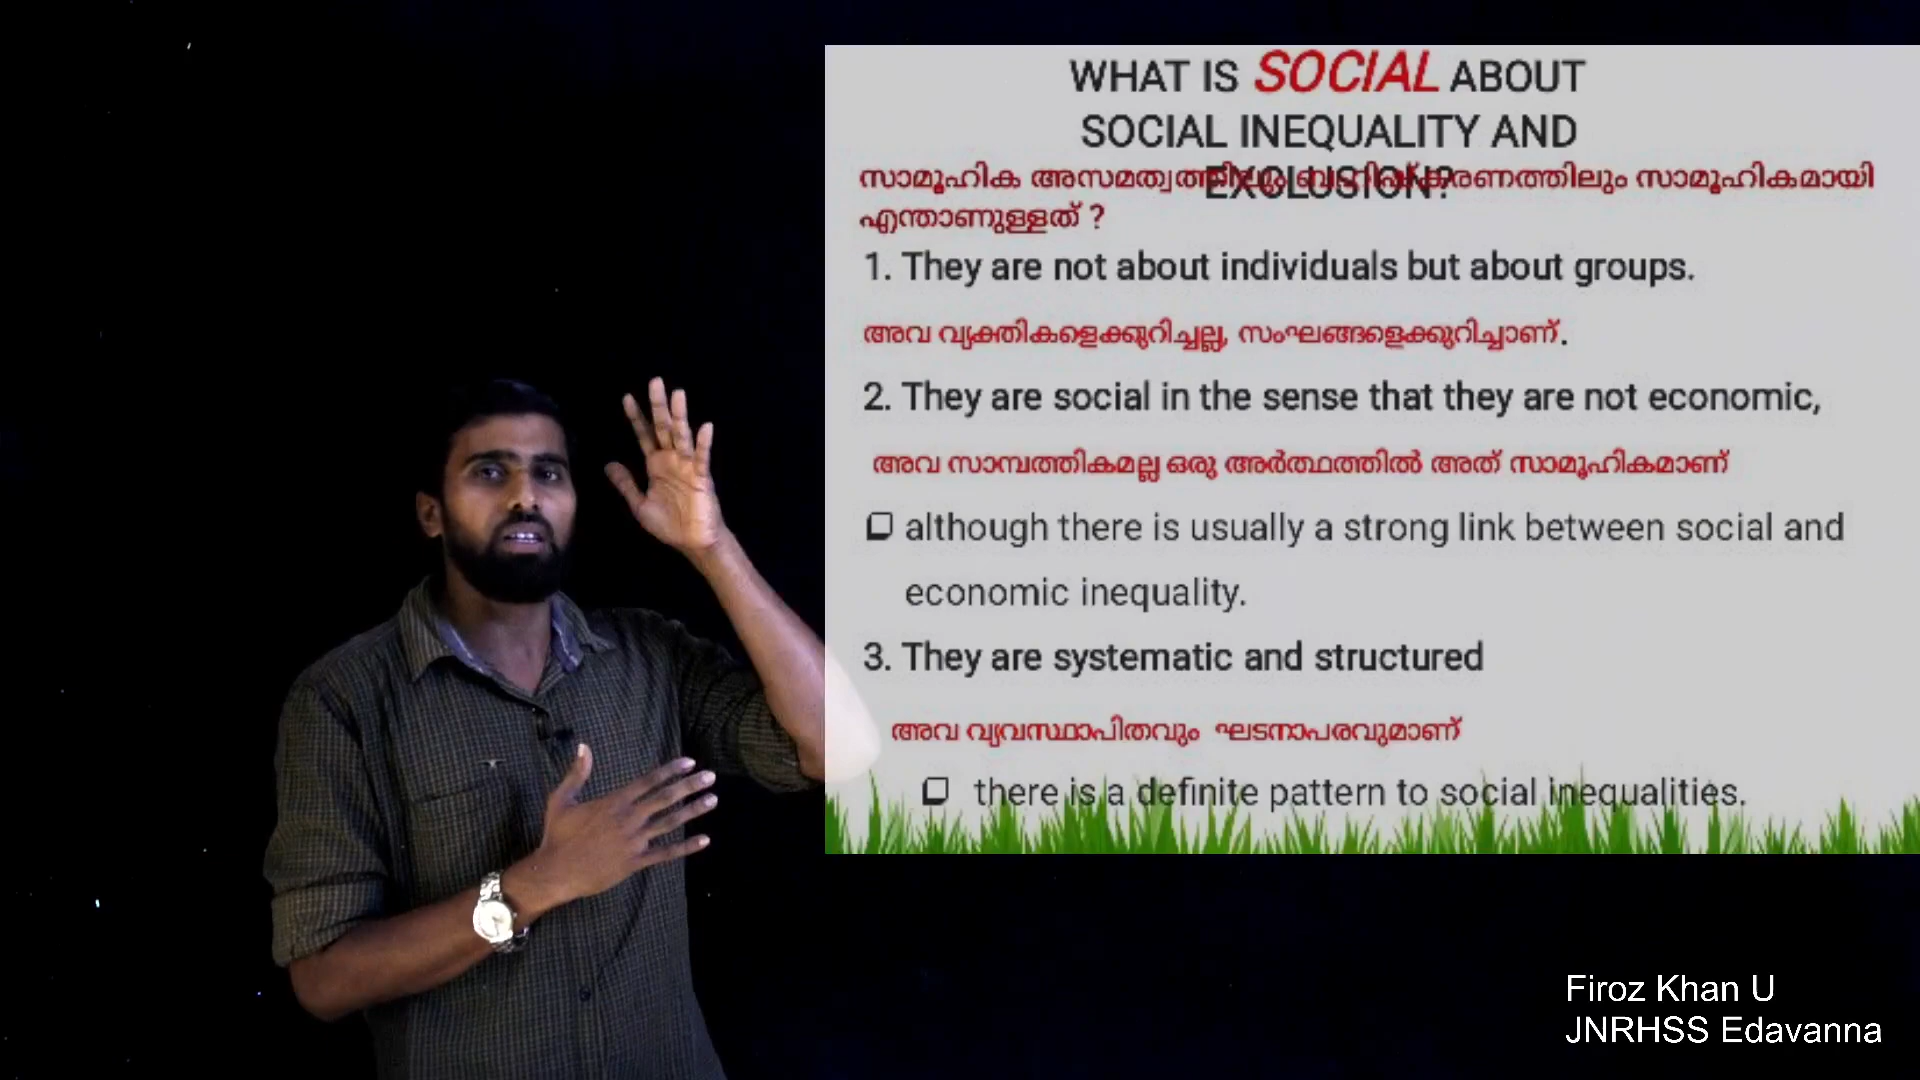 WHAT IS SOCIAL ABOUT
SOCIAL INEQUALITY AND
EXCLUSION?
സാമൂഹിക അസമത്വത്തിലും ബഹിഷ്കരണത്തിലും സാമൂഹികമായി
എന്താണുള്ളത് ?
1. They are not about individuals but about groups.
അവ വ്യക്തികളെക്കുറിച്ചല്ല, സംഘങ്ങളെക്കുറിച്ചാണ്.
2. They are social in the sense that they are not economic,
അവ സാമ്പത്തികമല്ല ഒരു അർത്ഥത്തിൽ അത് സാമൂഹികമാണ്
❑ although there is usually a strong link between social and
economic inequality.
3. They are systematic and structured
അവ വ്യവസ്ഥാപിതവും ഘടനാപരവുമാണ്
❑ there is a definite pattern to social inequalities.
Firoz Khan U
JNRHSS Edavanna